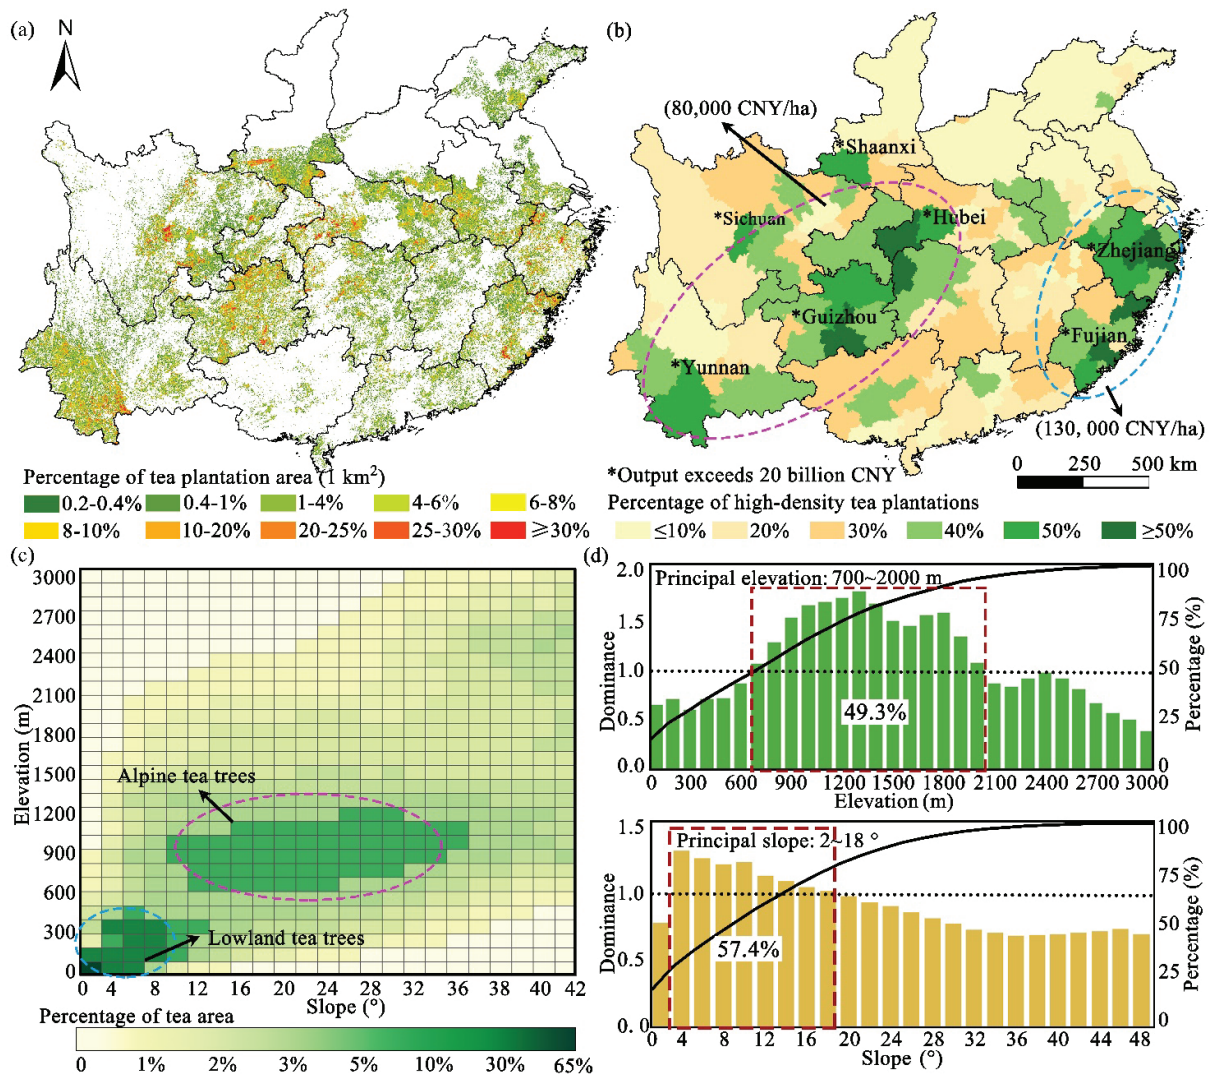 (a)
N
Percentage of tea plantation area (1 km²)
0.2-0.4% 0.4-1% 1-4% 4-6% 6-8%
8-10% 10-20% 20-25% 25-30% ≥30%
(b)
(80,000 CNY/ha)
*Shaanxi
*Sichuan
*Hubei
*Zhejiang
*Guizhou
*Fujian
*Yunnan
(130, 000 CNY/ha)
*Output exceeds 20 billion CNY
0 250 500 km
Percentage of high-density tea plantations
≤10% 20% 30% 40% 50% ≥50%
(c)
Elevation (m)
3000
2700
2400
2100
1800
1500
1200
900
600
300
0
Alpine tea trees
Lowland tea trees
0 4 8 12 16 20 22 24 28 32 36 38 40 42
Slope (°)
Percentage of tea area
0 1% 2% 3% 5% 10% 30% 65%
(d)
Principal elevation: 700~2000 m
Dominance
2.0
1.5
1.0
0.5
0.0
49.3%
Percentage (%)
100
75
50
25
0
0 300 600 900 1200 1500 1800 2100 2400 2700 3000
Elevation (m)
Principal slope: 2~18 °
Dominance
1.5
1.0
0.5
0. 0
57.4%
Percentage (%)
100
75
50
25
0
0 4 8 12 16 20 24 28 32 36 40 44 48
Slope (°)